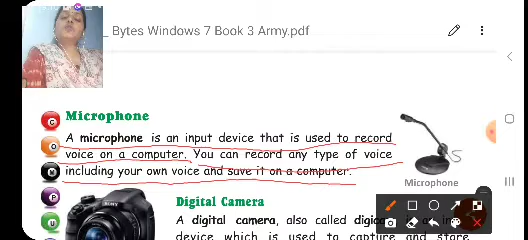 _ Bytes Windows 7 Book 3 Army.pdf
Microphone
A microphone is an input device that is used to record
voice on a computer. You can record any type of voice
including your own voice and save it on a computer.
Microphone
C
O
M
P
U
Digital Camera
A digital camera, also called
device which is used to capture and store